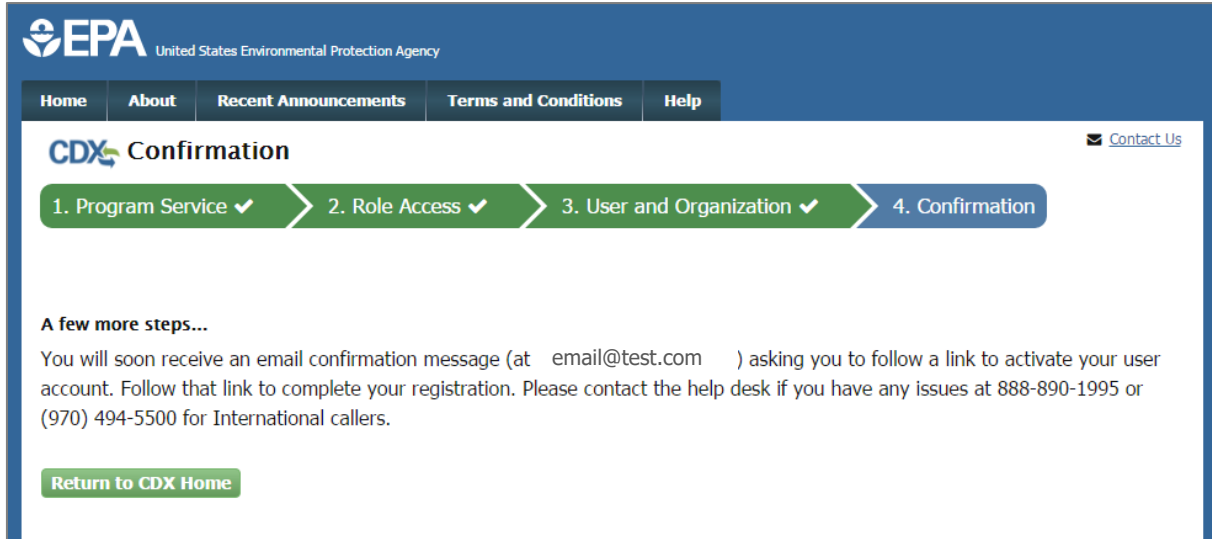 EPA United States Environmental Protection Agency
Home About Recent Announcements Terms and Conditions Help
CDX Confirmation Contact Us
1. Program Service ✔ 2. Role Access ✔ 3. User and Organization ✔ 4. Confirmation
A few more steps...
You will soon receive an email confirmation message (at email@test.com ) asking you to follow a link to activate your user
account. Follow that link to complete your registration. Please contact the help desk if you have any issues at 888-890-1995 or
(970) 494-5500 for International callers.
Return to CDX Home